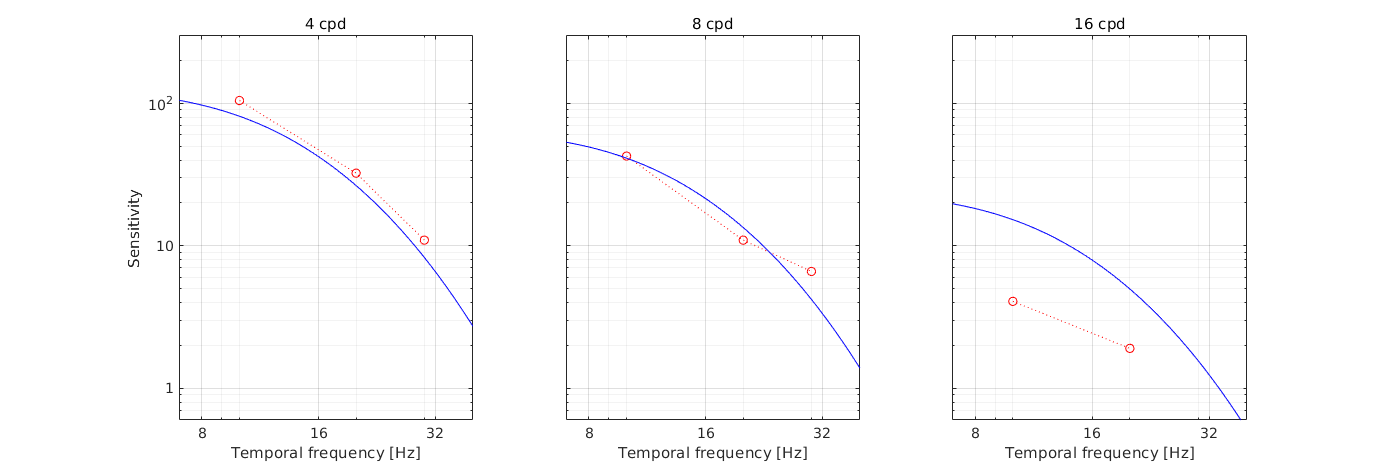 4 cpd
8 cpd
16 cpd
Sensitivity
10²
10
1
8 16 32
8 16 32
8 16 32
Temporal frequency [Hz]
Temporal frequency [Hz]
Temporal frequency [Hz]